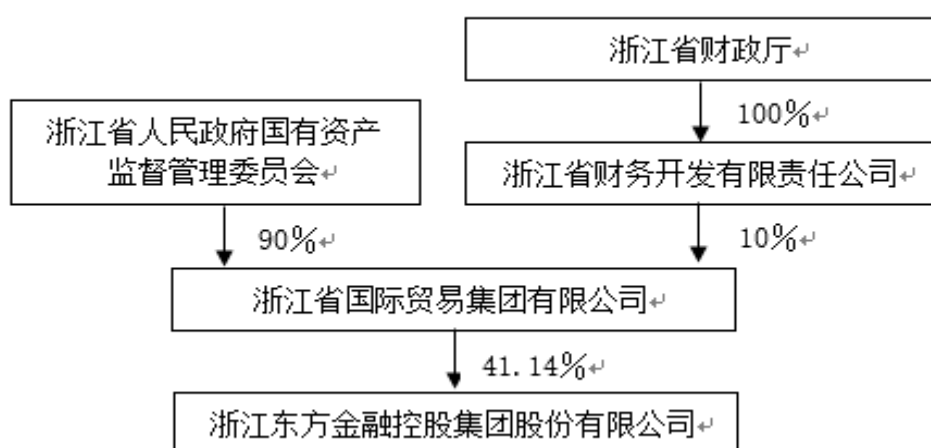 浙江省财政厅
100%
浙江省人民政府国有资产
监督管理委员会
浙江省财务开发有限责任公司
90%
10%
浙江省国际贸易集团有限公司
41.14%
浙江东方金融控股集团股份有限公司